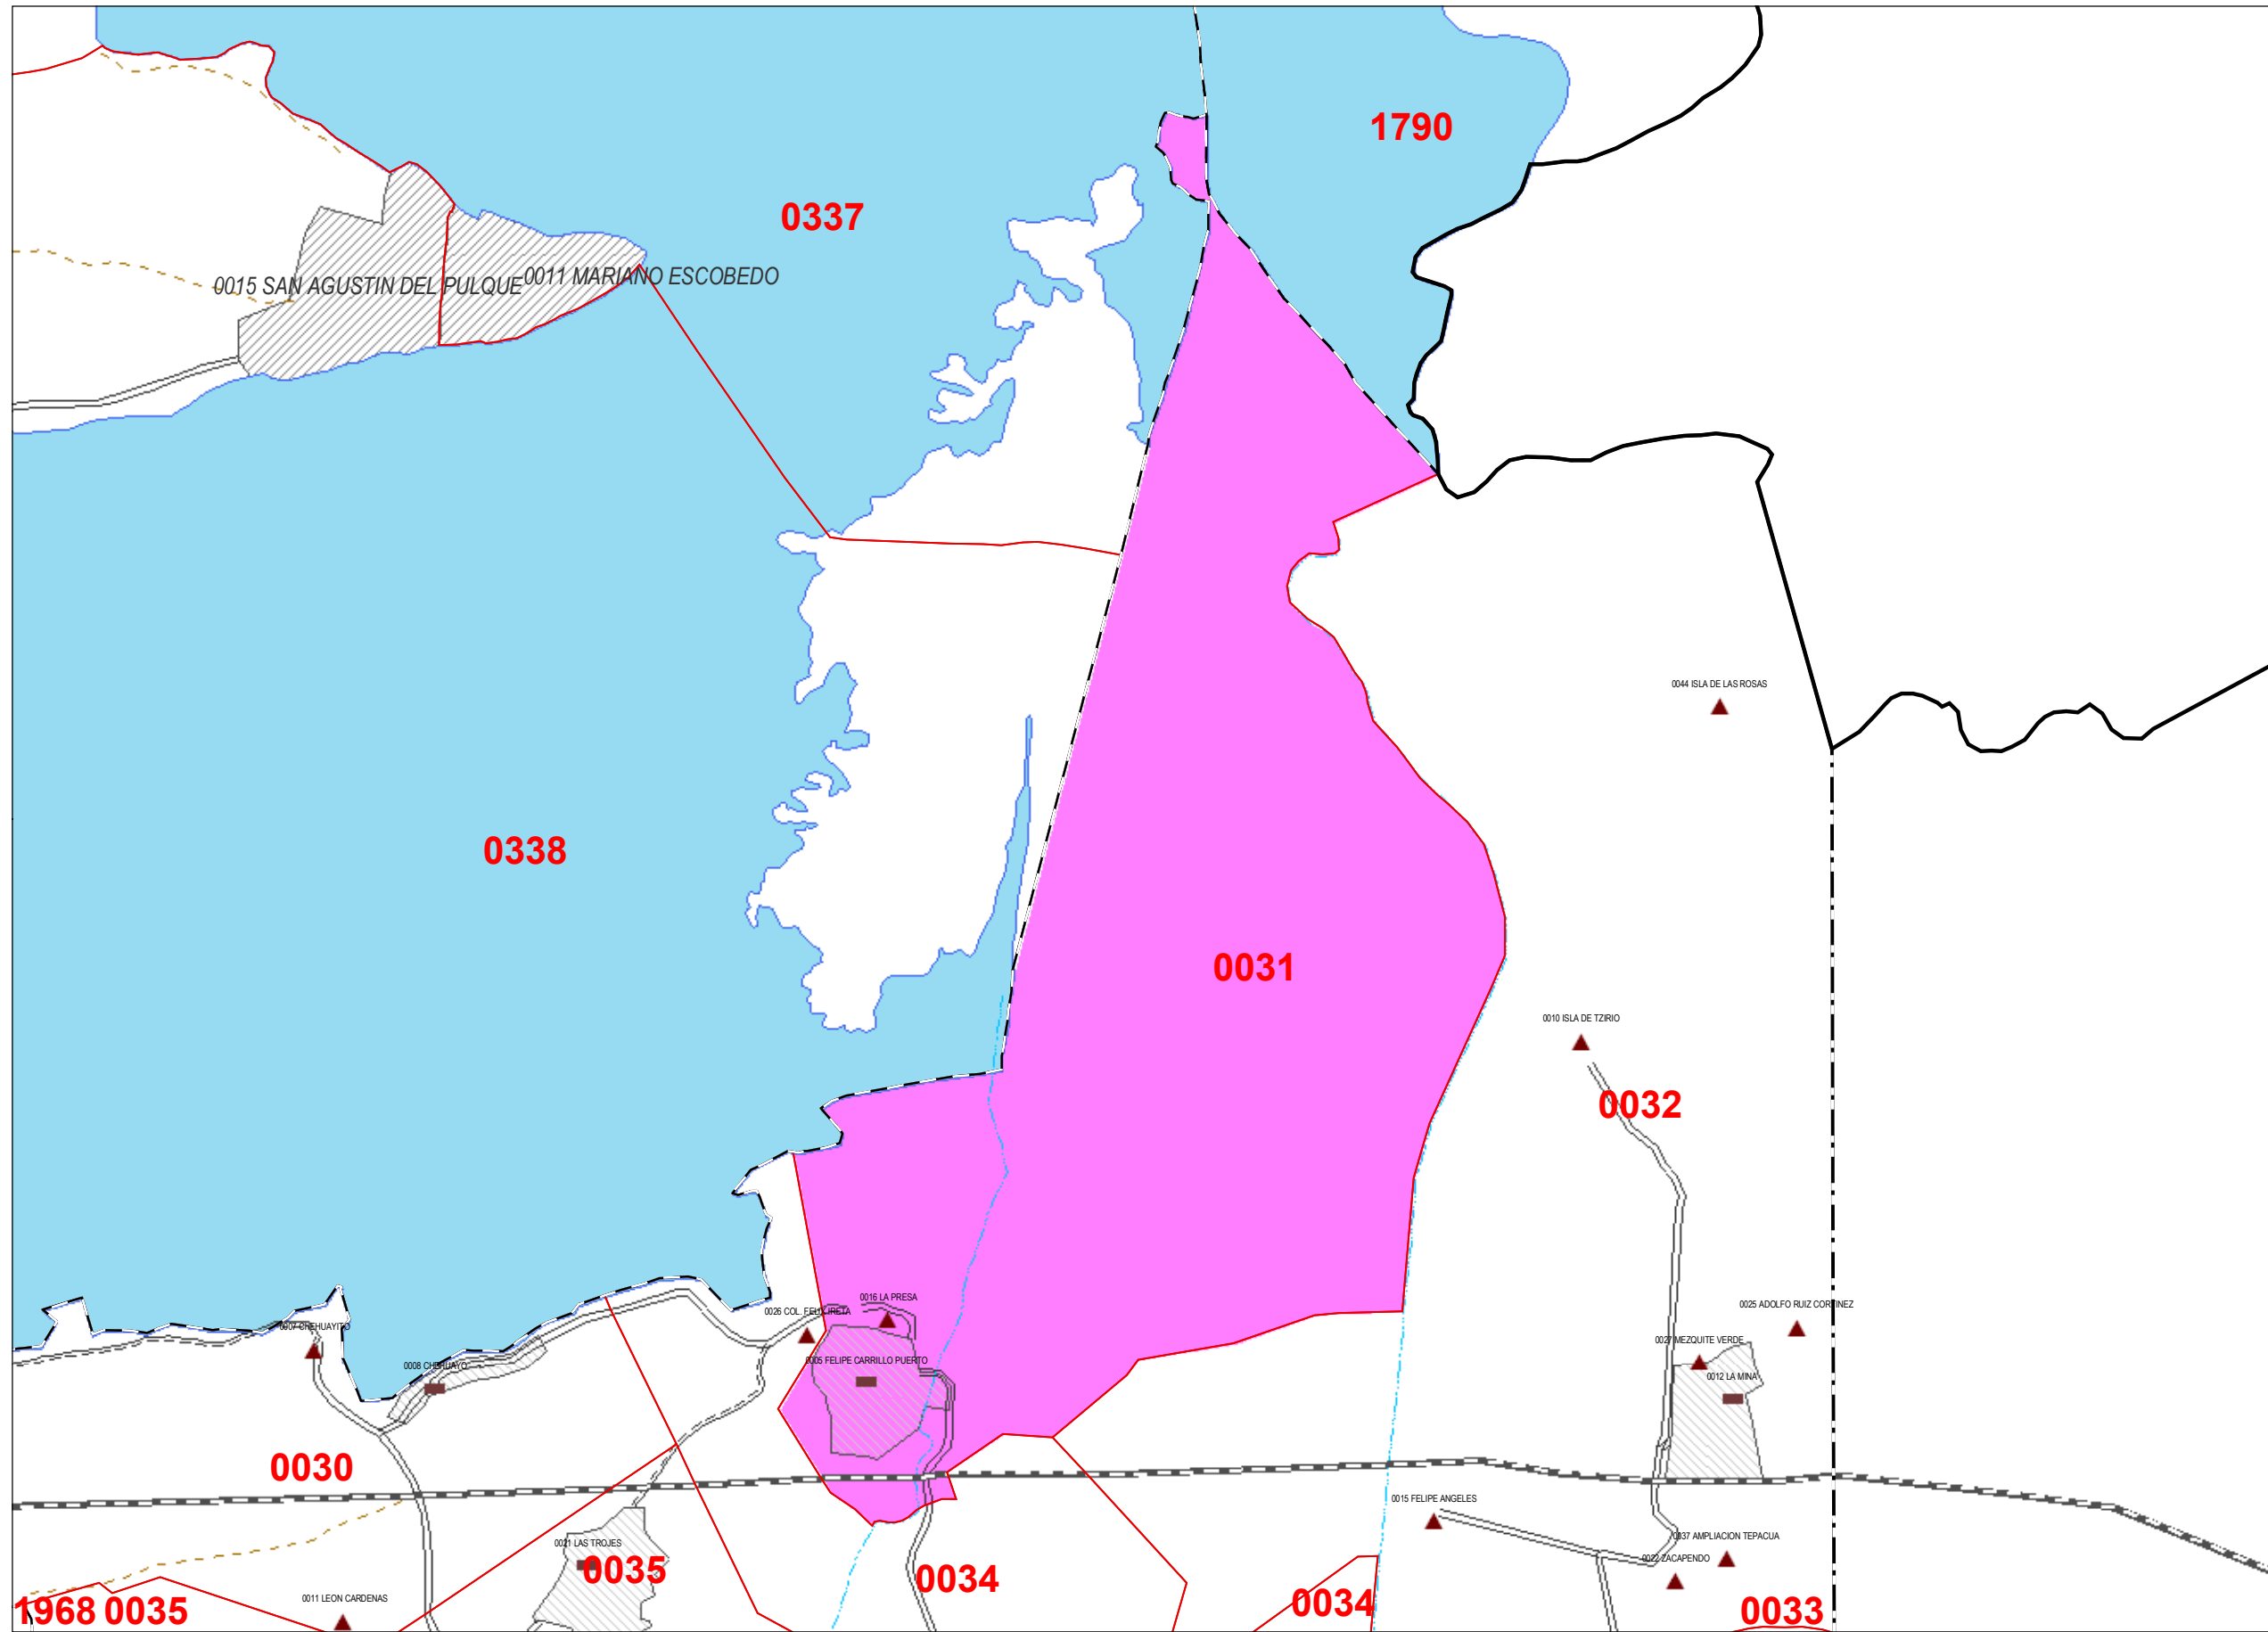 1790
0337
0015 SAN AGUSTIN DEL PULQUE
0011 MARIANO ESCOBEDO
0044 ISLA DE LAS ROSAS
0338
0031
0010 ISLA DE TZIRIO
0032
0016 LA PRESA
0026 COL. FELIX IRETA
0025 ADOLFO RUIZ CORTINEZ
0007 CHEHUAYITO
0027 MEZQUITE VERDE
0008 CHEHUAYO
0005 FELIPE CARRILLO PUERTO
0012 LA MINA
0030
0015 FELIPE ANGELES
0037 AMPLIACION TEPACUA
0021 LAS TROJES
0022 ZACAPENDO
0035
0034
0011 LEON CARDENAS
0034
1968 0035
0033